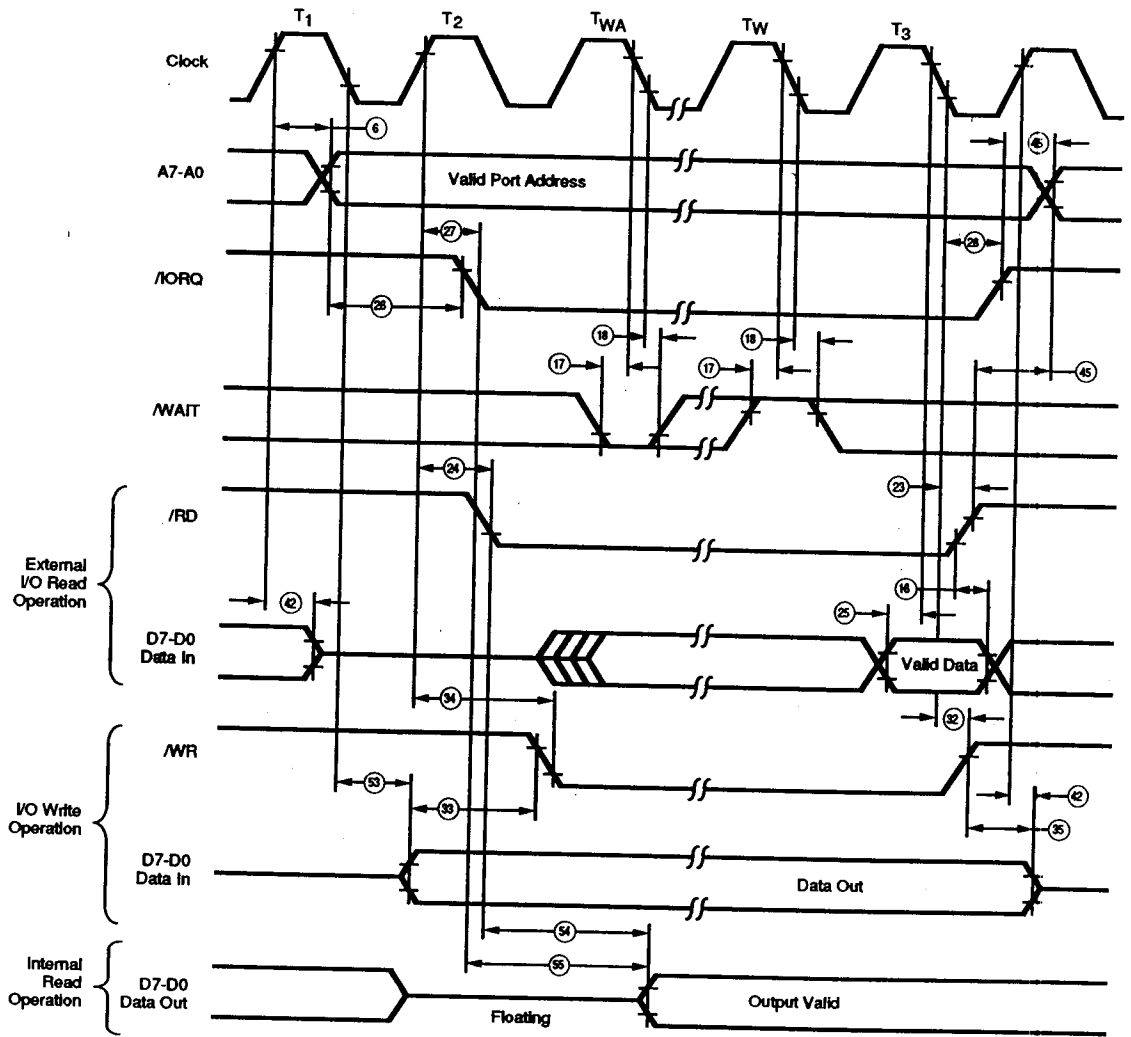 T1 T2 TWA TW T3
Clock
6
45
A7-A0
Valid Port Address
27
28
/IORQ
26
18
18
17
17
45
/WAIT
24
23
/RD
External
I/O Read
Operation
16
25
42
D7-D0
Data In
Valid Data
34
32
/WR
53
33
42
35
I/O Write
Operation
D7-D0
Data In
Data Out
54
55
Internal
Read
Operation
D7-D0
Data Out
Output Valid
Floating